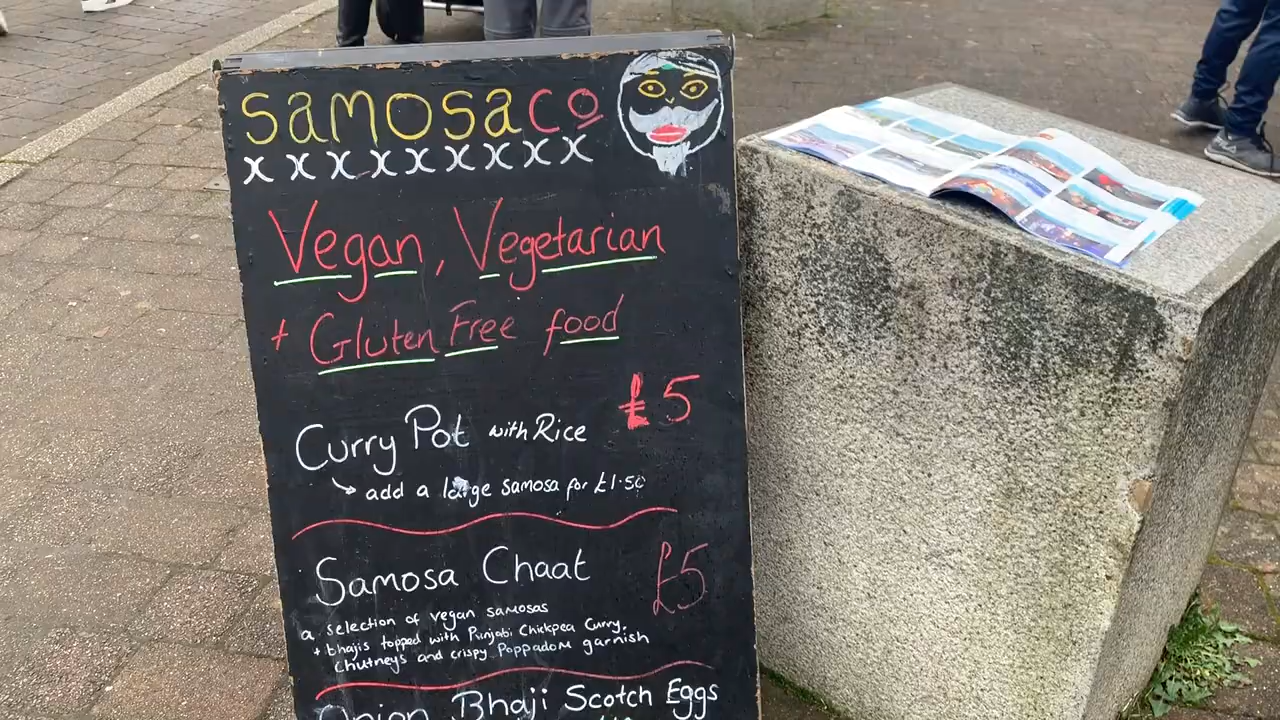 samosaco
xxxxxxxxx
Vegan, Vegetarian
+ Gluten Free food
Curry Pot with Rice £5
add a large samosa for £1.50
Samosa Chaat £5
a selection of vegan samosas
+ bhajis topped with Punjabi Chickpea Curry,
chutneys and crispy Poppadom garnish
Onion Bhaji Scotch Eggs